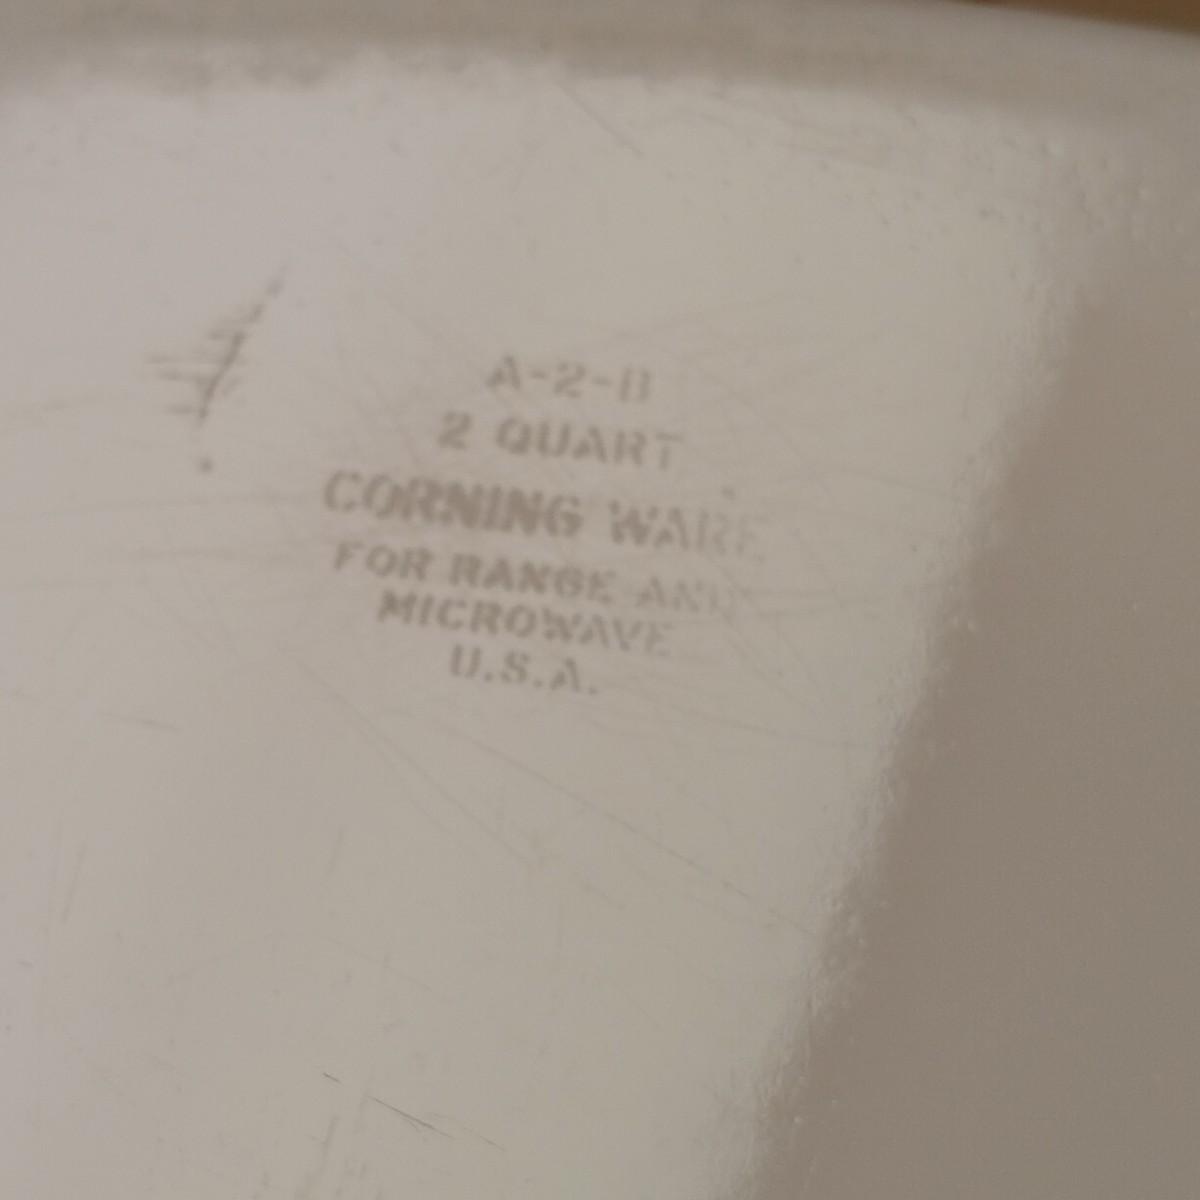 A-2-B
2 QUART
CORNING WARE
FOR RANGE AND
MICROWAVE
U.S.A.